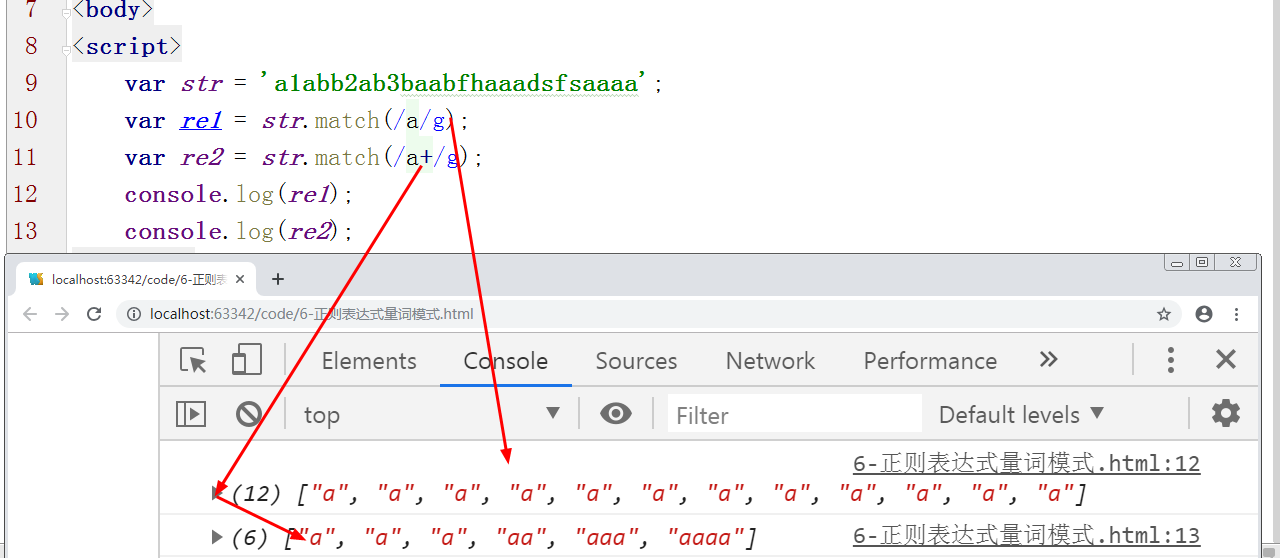 7 <body>
8 <script>
9 var str = 'a1abb2ab3baabfhaaadsfsaaaa';
10 var re1 = str.match(/a/g);
11 var re2 = str.match(/a+/g);
12 console.log(re1);
13 console.log(re2);
localhost:63342/code/6-正则表
localhost:63342/code/6-正则表达式量词模式.html
Elements Console Sources Network Performance
top Filter Default levels
6-正则表达式量词模式.html:12
(12) ["a", "a", "a", "a", "a", "a", "a", "a", "a", "a", "a", "a"]
(6) ["a", "a", "a", "aa", "aaa", "aaaa"] 6-正则表达式量词模式.html:13